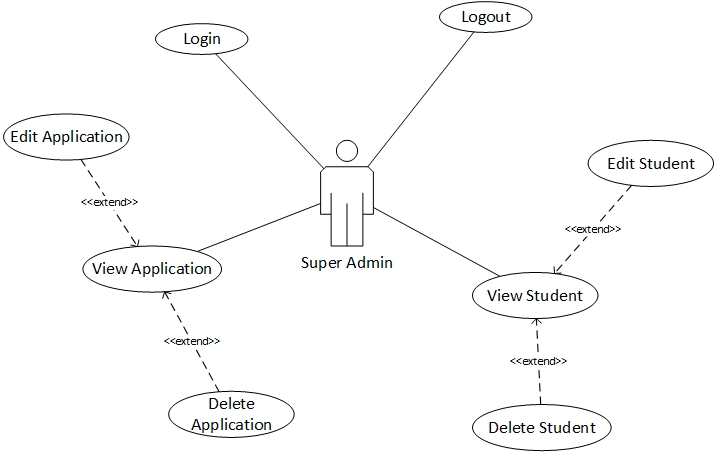 Logout
Login
Edit Application
Edit Student
<<extend>>
<<extend>>
Super Admin
View Application
View Student
<<extend>>
<<extend>>
Delete
Application
Delete Student